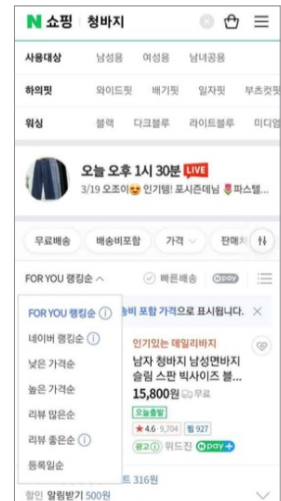 N 쇼핑 청바지
사용대상 남성용 여성용 남녀공용
하의핏 와이드핏 배기핏 일자핏 부츠컷핏
워싱 블랙 다크블루 라이트블루 미디엄
오늘 오후 1시 30분 LIVE
3/19 오조이😍 인기템! 포시즌데님 🌷파스텔...
무료배송 배송비포함 가격 판매처
FOR YOU 랭킹순 빠른배송 pay
FOR YOU 랭킹순
네이버 랭킹순
낮은 가격순
높은 가격순
리뷰 많은순
리뷰 좋은순
등록일순
송비 포함 가격으로 표시됩니다. ×
인기있는 데일리바지
남자 청바지 남성면바지
슬림 스판 빅사이즈 블...
15,800원 무료
오늘출발
★4.6 9,704 찜 927
광고 위드진 pay+
트 316원
할인 알림받기 500원